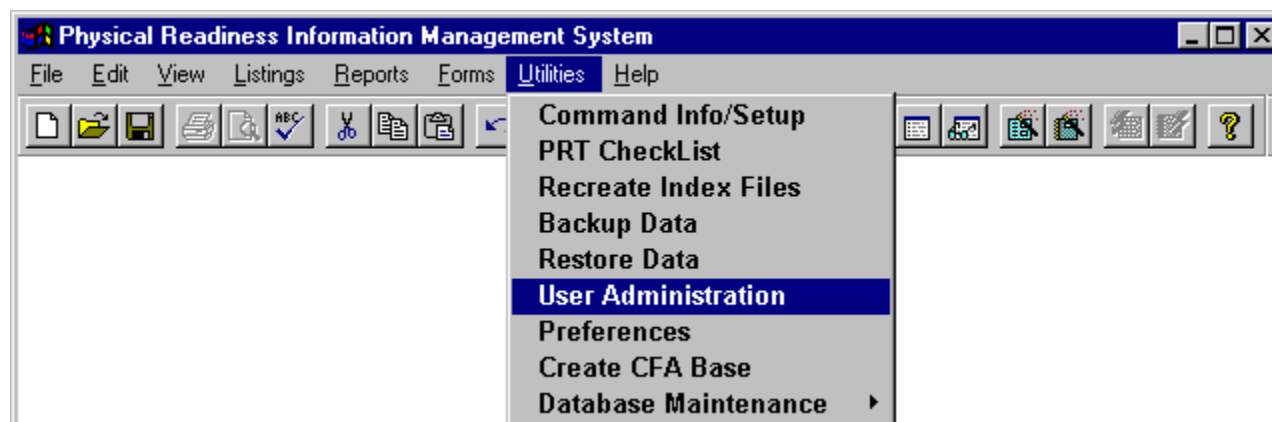 Physical Readiness Information Management System
File Edit View Listings Reports Forms Utilities Help
ABC
Command Info/Setup
PRT CheckList
Recreate Index Files
Backup Data
Restore Data
User Administration
Preferences
Create CFA Base
Database Maintenance